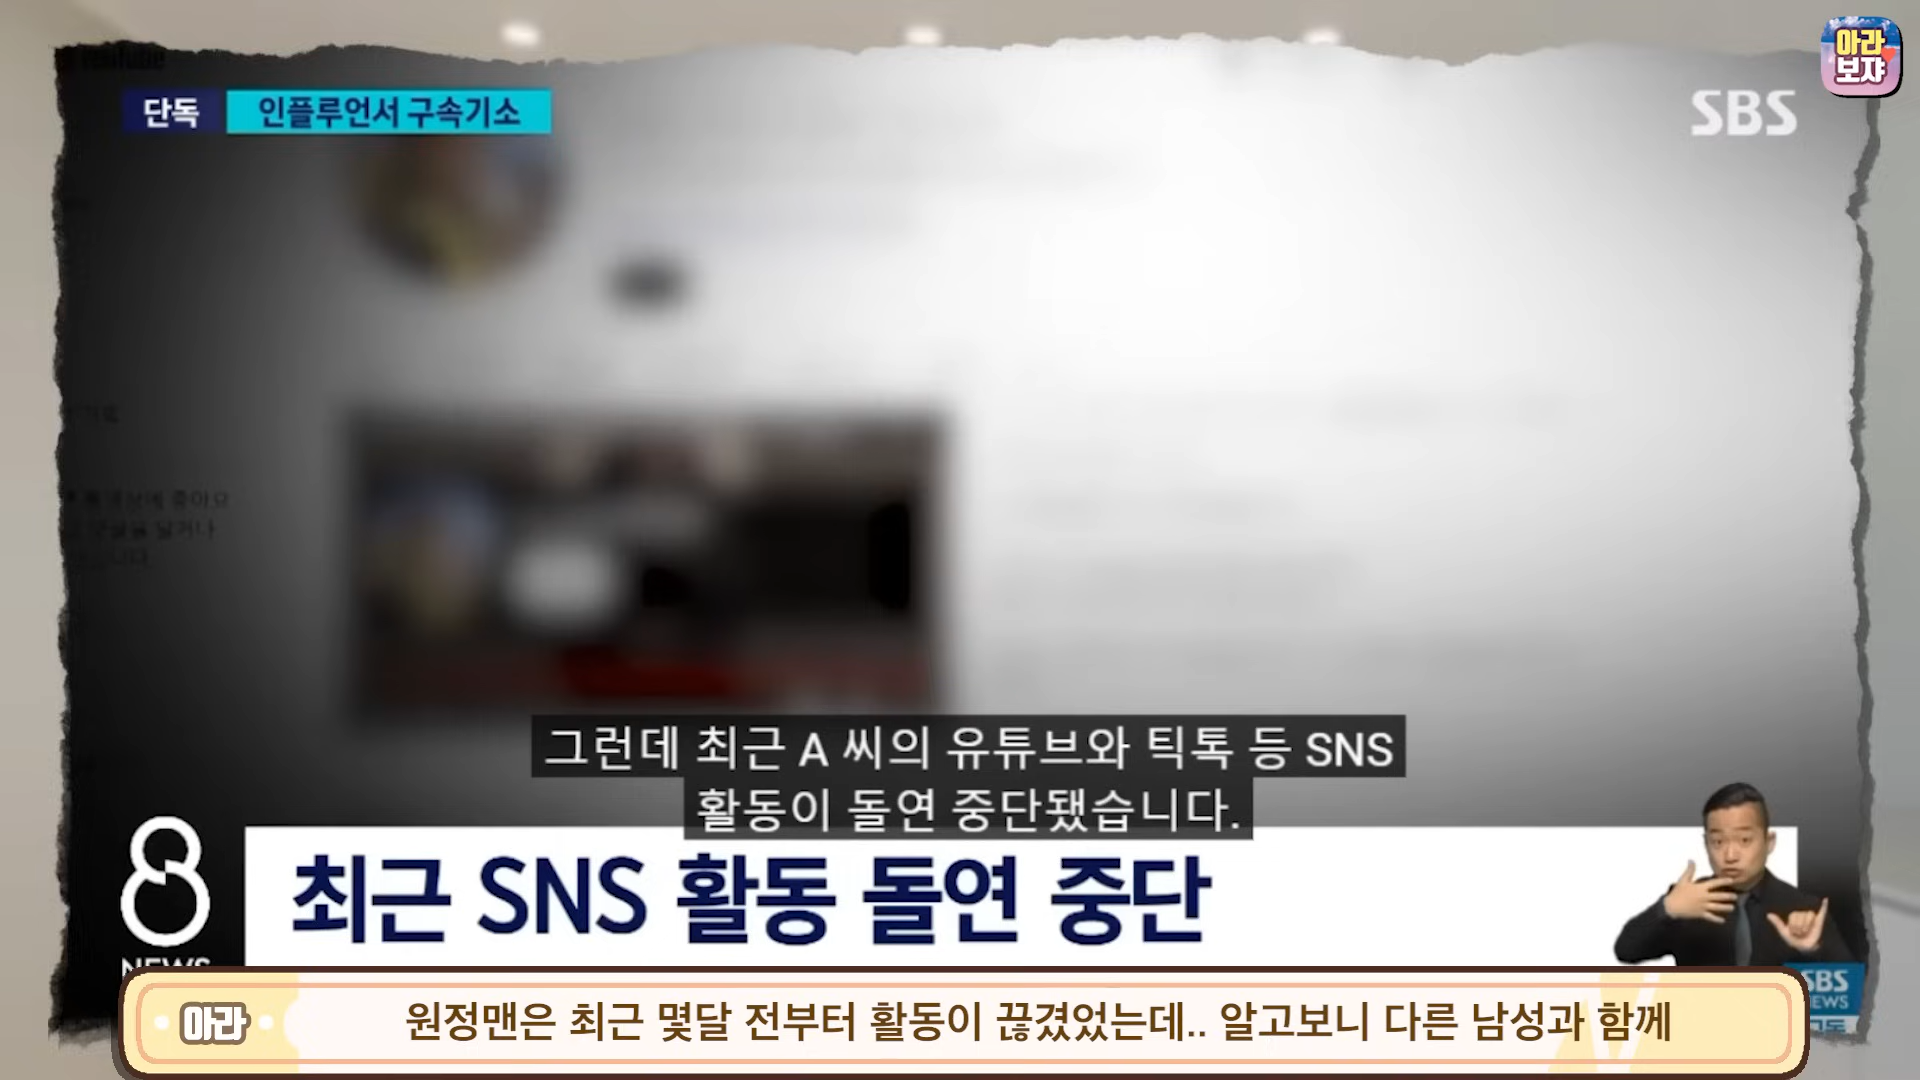 아라
보쟈
단독 인플루언서 구속기소
SBS
그런데 최근 A 씨의 유튜브와 틱톡 등 SNS
활동이 돌연 중단됐습니다.
8
NEWS
최근 SNS 활동 돌연 중단
SBS
NEWS
아라
원정맨은 최근 몇달 전부터 활동이 끊겼었는데.. 알고보니 다른 남성과 함께